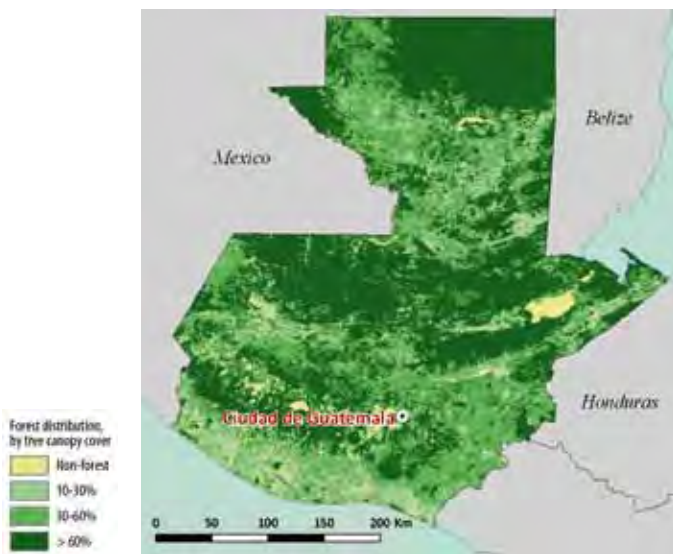 Mexico
Belize
Honduras
Ciudad de Guatemala
Forest distribution,
by tree canopy cover
Non-forest
10-30%
30-60%
> 60%
0 50 100 150 200 Km